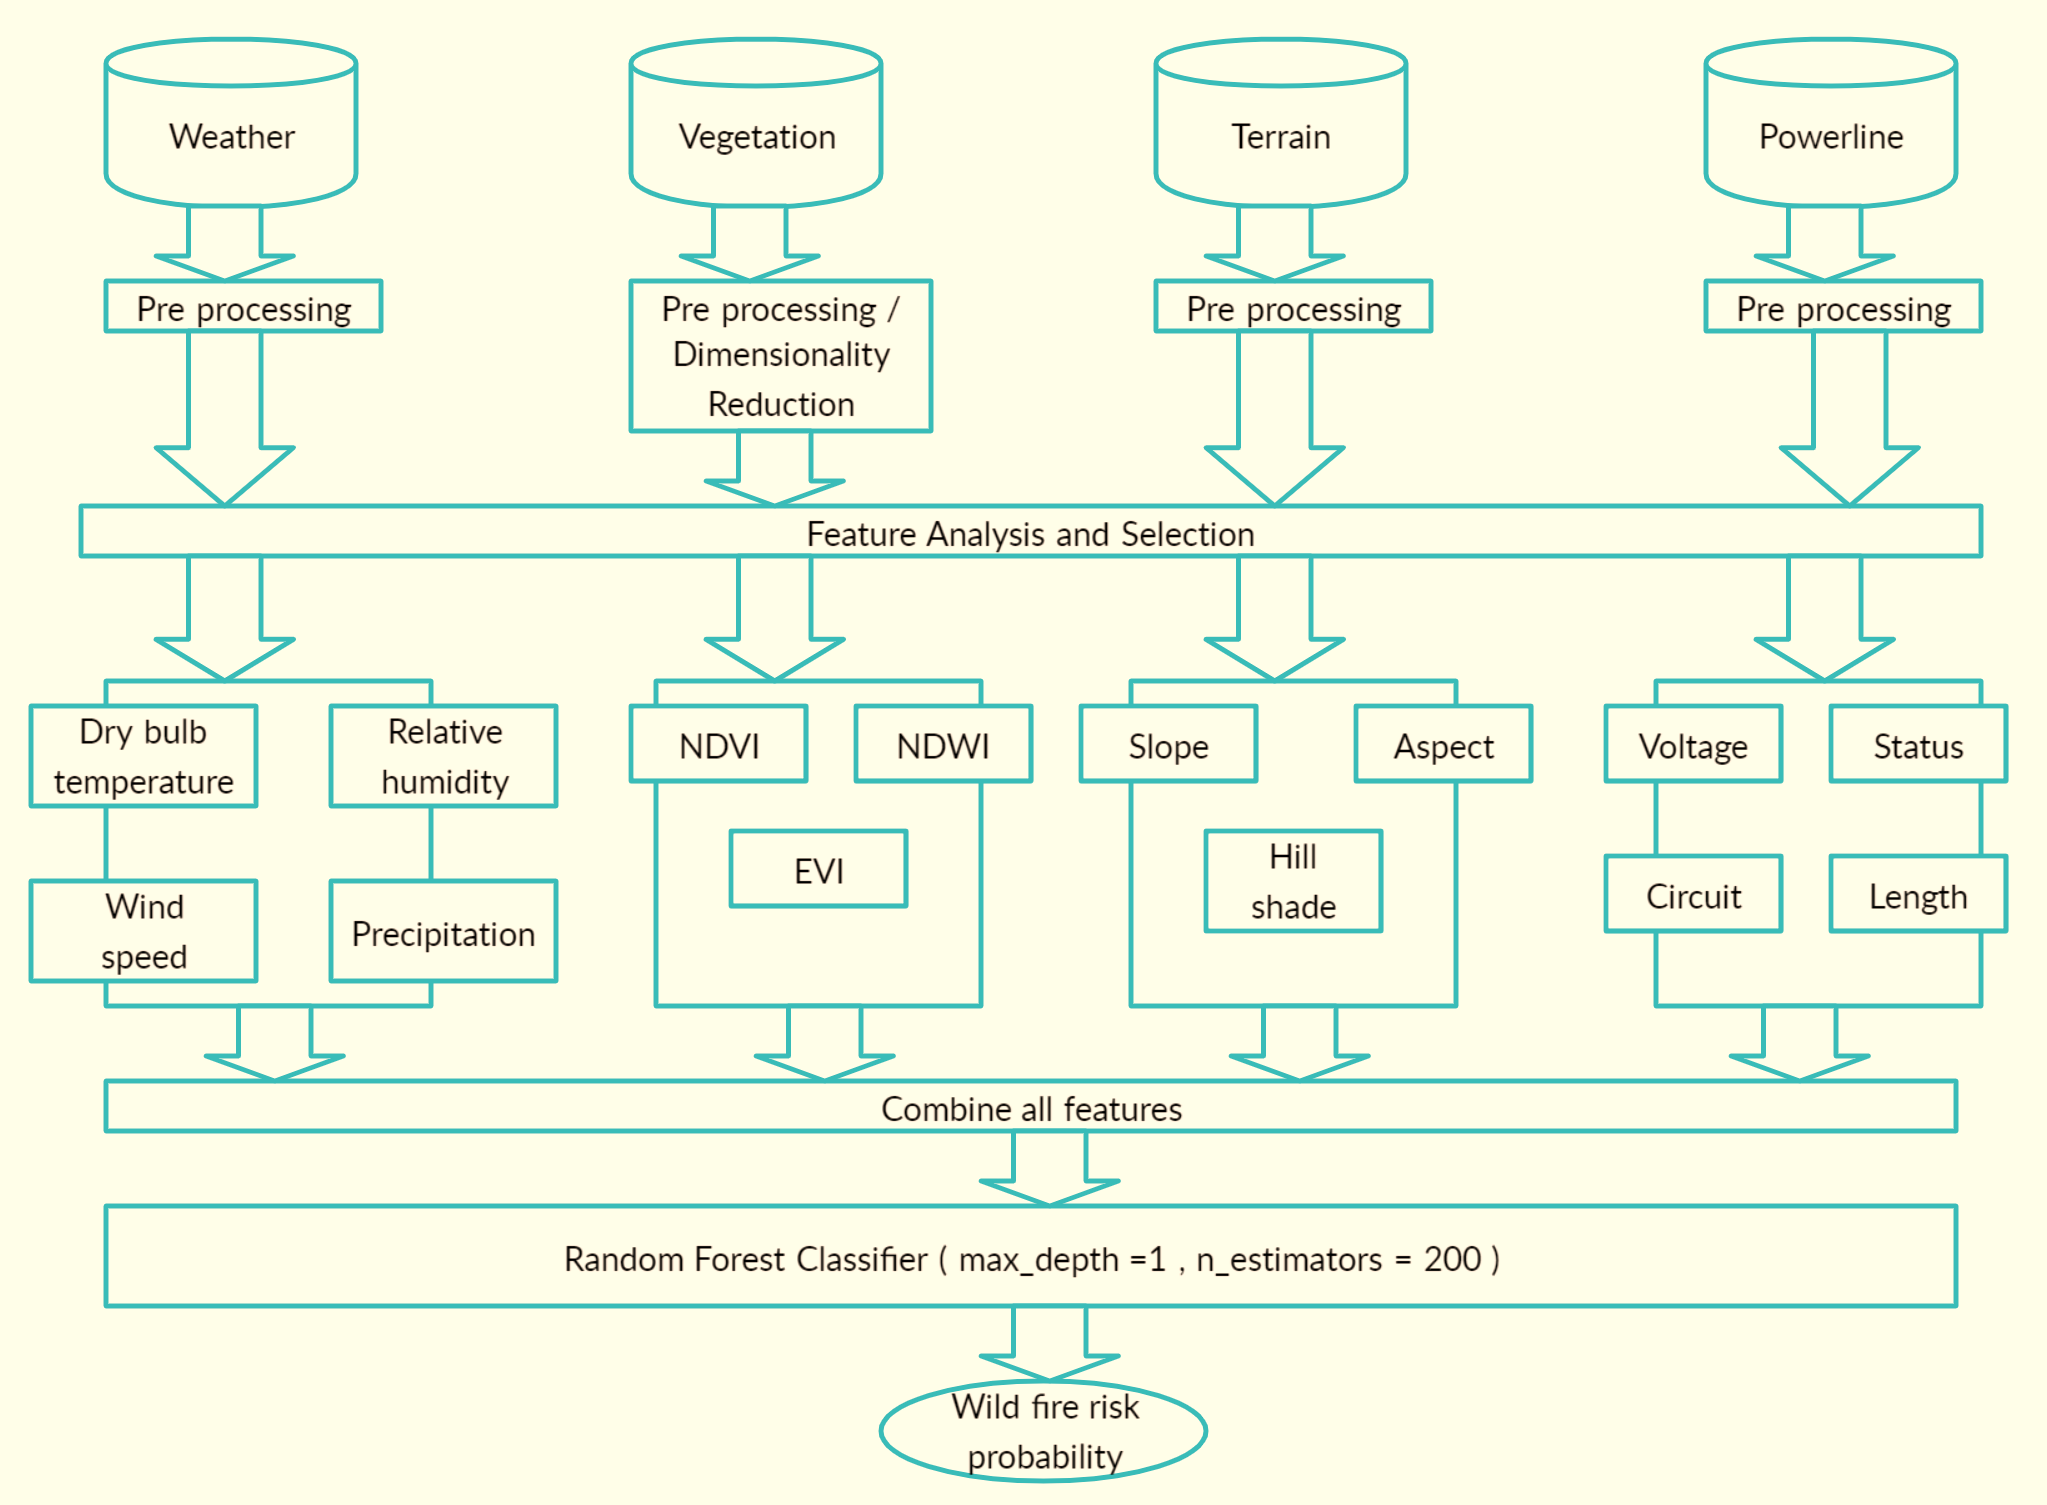 Weather
Vegetation
Terrain
Powerline
Pre processing
Pre processing /
Dimensionality
Reduction
Pre processing
Pre processing
Feature Analysis and Selection
Dry bulb
temperature
Relative
humidity
NDVI
NDWI
Slope
Aspect
Voltage
Status
Wind
speed
Precipitation
EVI
Hill
shade
Circuit
Length
Combine all features
Random Forest Classifier ( max_depth =1 , n_estimators = 200 )
Wild fire risk
probability